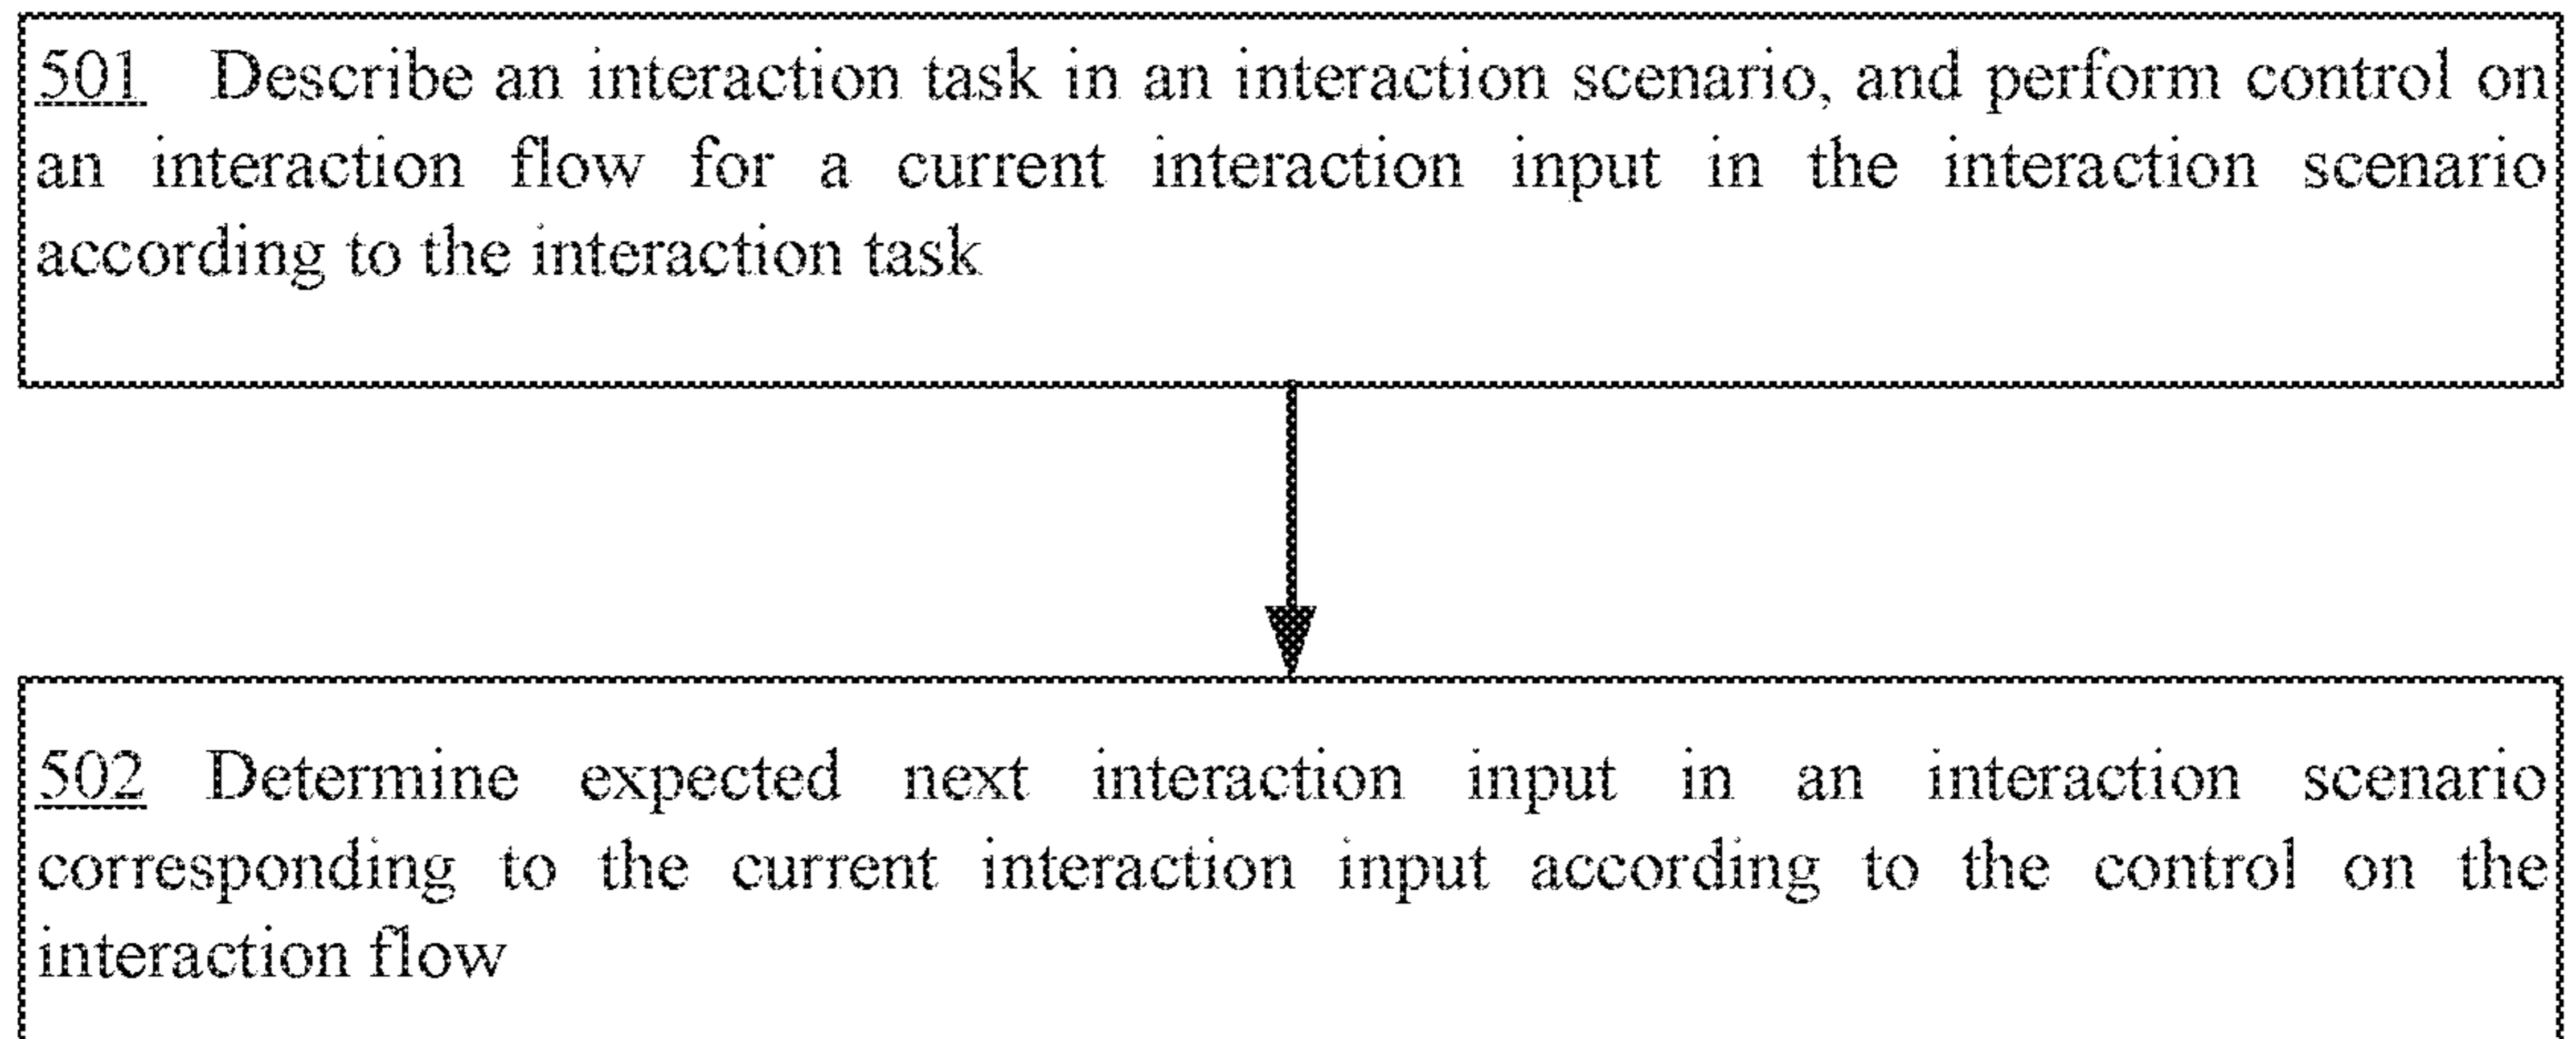 501 Describe an interaction task in an interaction scenario, and perform control on
an interaction flow for a current interaction input in the interaction scenario
according to the interaction task
502 Determine expected next interaction input in an interaction scenario
corresponding to the current interaction input according to the control on the
interaction flow